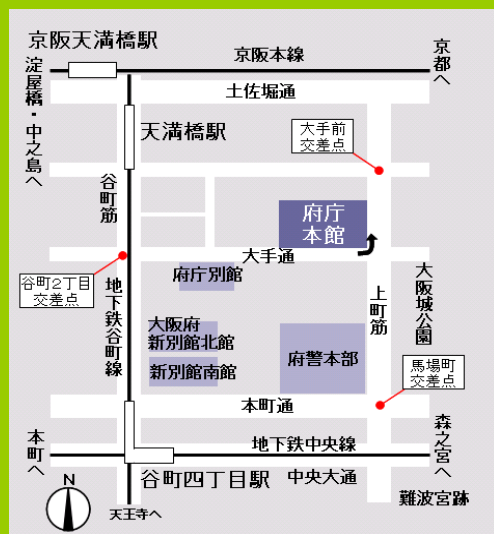 京阪天満橋駅
京阪本線
京都へ
淀屋橋・中之島へ
土佐堀通
天満橋駅
大手前
交差点
谷町筋
府庁
本館
大手通
谷町2丁目
交差点
府庁別館
地下鉄谷町線
上町筋
大阪城公園
大阪府
新別館北館
新別館南館
府警本部
馬場町
交差点
本町通
本町へ
地下鉄中央線
森之宮へ
谷町四丁目駅
中央大通
N
天王寺へ
難波宮跡